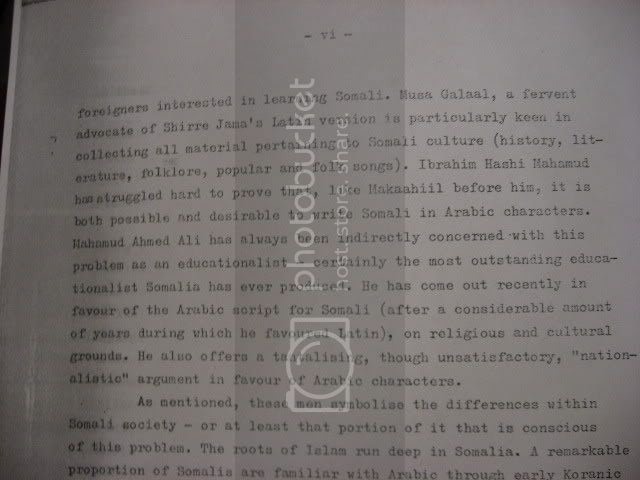 - vi -
foreigners interested in learning Somali. Musa Galaal, a fervent
advocate of Shirre Jama's Latin version is particularly keen in
collecting all material pertaining to Somali culture (history, lit-
erature, folklore, popular and folk songs). Ibrahim Hashi Mahamud
has struggled hard to prove that, like Makaahiil before him, it is
both possible and desirable to write Somali in Arabic characters.
Mahamud Ahmed Ali has always been indirectly concerned with this
problem as an educationalist - certainly the most outstanding educa-
tionalist Somalia has ever produced. He has come out recently in
favour of the Arabic script for Somali (after a considerable amount
of years during which he favoured Latin), on religious and cultural
grounds. He also offers a tantalising, though unsatisfactory, "nation-
alistic" argument in favour of Arabic characters.
As mentioned, these men symbolise the differences within
Somali society - or at least that portion of it that is conscious
of this problem. The roots of Islam run deep in Somalia. A remarkable
proportion of Somalis are familiar with Arabic through early Koranic
?
photobucket
host. store. share.